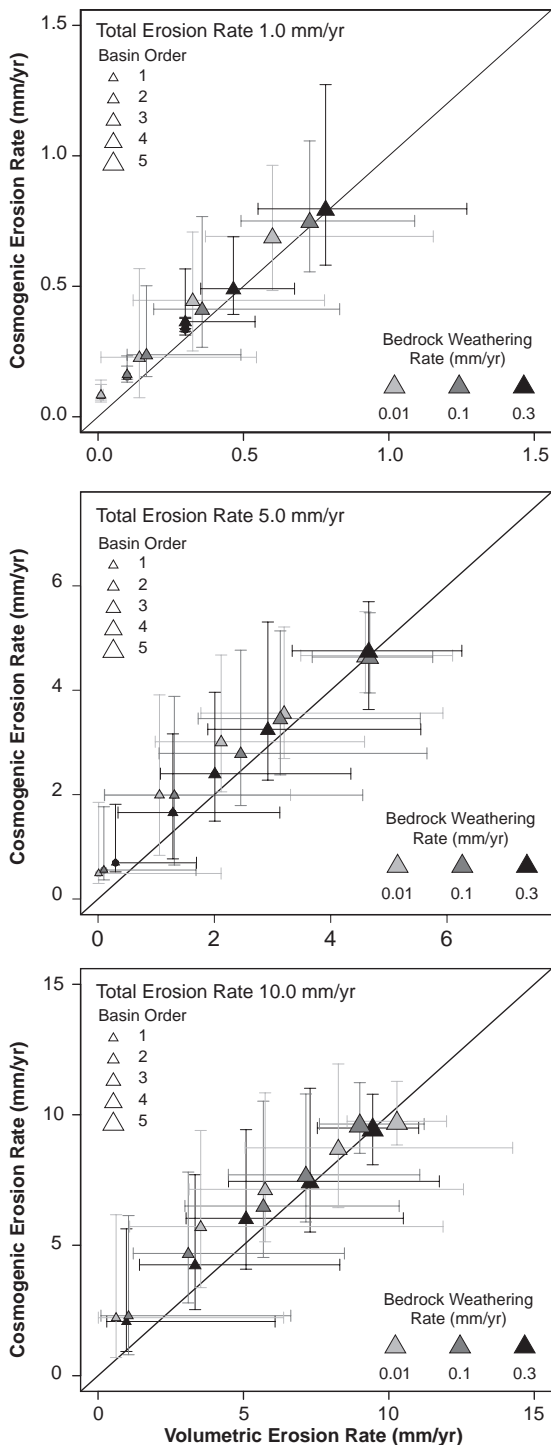 Total Erosion Rate 1.0 mm/yr
Basin Order
1
2
3
4
5
Cosmogenic Erosion Rate (mm/yr)
1.5
1.0
0.5
0.0
Bedrock Weathering
Rate (mm/yr)
0.01 0.1 0.3
0.0 0.5 1.0 1.5
Total Erosion Rate 5.0 mm/yr
Basin Order
1
2
3
4
5
Cosmogenic Erosion Rate (mm/yr)
6
4
2
0
Bedrock Weathering
Rate (mm/yr)
0.01 0.1 0.3
0 2 4 6
Total Erosion Rate 10.0 mm/yr
Basin Order
1
2
3
4
5
Cosmogenic Erosion Rate (mm/yr)
15
10
5
0
Bedrock Weathering
Rate (mm/yr)
0.01 0.1 0.3
0 5 10 15
Volumetric Erosion Rate (mm/yr)